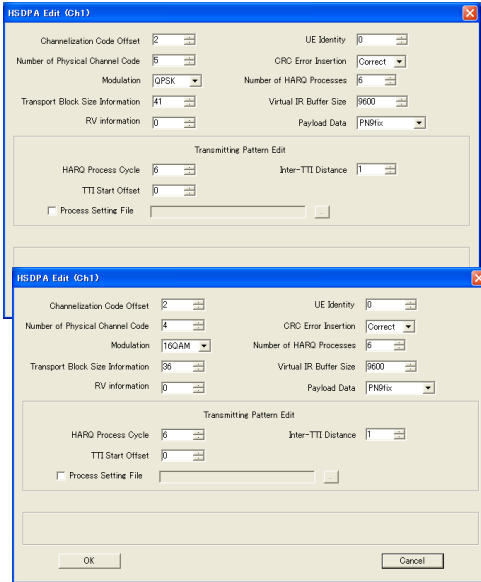 HSDPA Edit (Ch1)
Channelization Code Offset 2 UE Identity 0
Number of Physical Channel Code 5 CRC Error Insertion Correct
Modulation QPSK Number of HARQ Processes 6
Transport Block Size Information 41 Virtual IR Buffer Size 9600
RV information 0 Payload Data PN9fix
Transmitting Pattern Edit
HARQ Process Cycle 6 Inter-TTI Distance 1
TTI Start Offset 0
Process Setting File ...
HSDPA Edit (Ch1)
Channelization Code Offset 2 UE Identity 0
Number of Physical Channel Code 4 CRC Error Insertion Correct
Modulation 16QAM Number of HARQ Processes 6
Transport Block Size Information 36 Virtual IR Buffer Size 9600
RV information 0 Payload Data PN9fix
Transmitting Pattern Edit
HARQ Process Cycle 6 Inter-TTI Distance 1
TTI Start Offset 0
Process Setting File ...
OK Cancel